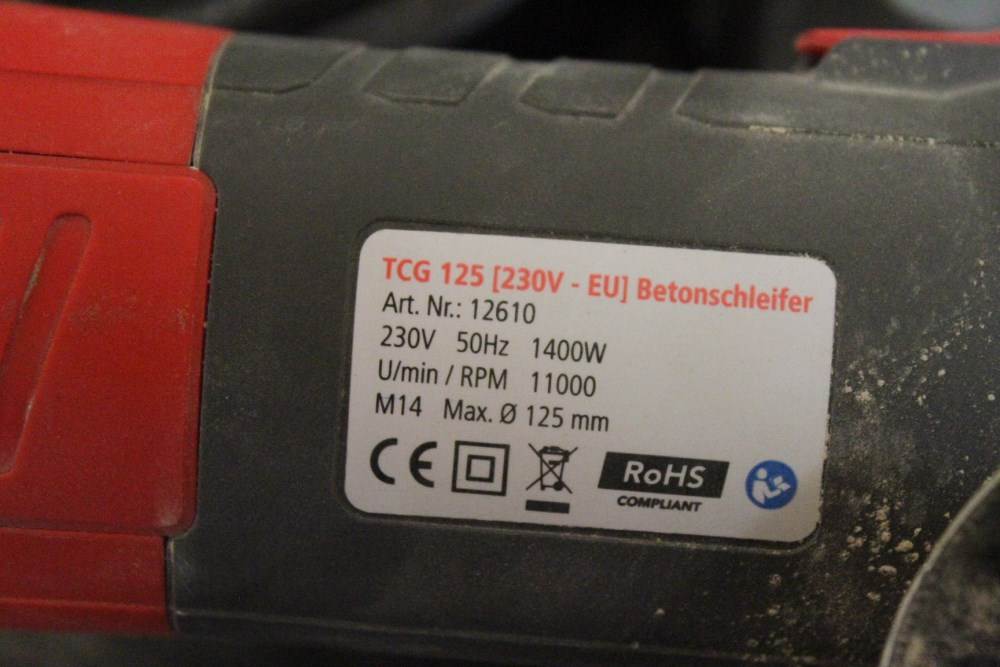 TCG 125 [230V - EU] Betonschleifer
Art. Nr.: 12610
230V 50Hz 1400W
U/min / RPM 11000
M14 Max. Ø 125 mm
CE RoHS
COMPLIANT